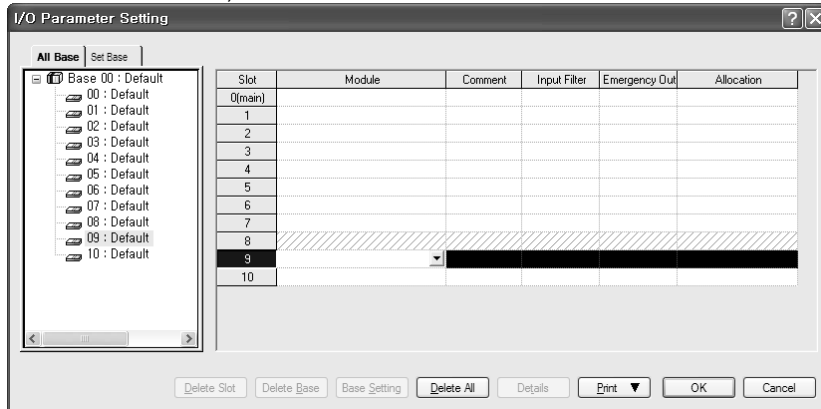 I/O Parameter Setting
All Base Set Base
Base 00 : Default
00 : Default
01 : Default
02 : Default
03 : Default
04 : Default
05 : Default
06 : Default
07 : Default
08 : Default
09 : Default
10 : Default
Slot Module Comment Input Filter Emergency Out Allocation
0(main)
1
2
3
4
5
6
7
8
9
10
Delete Slot Delete Base Base Setting Delete All Details Print ▼ OK Cancel